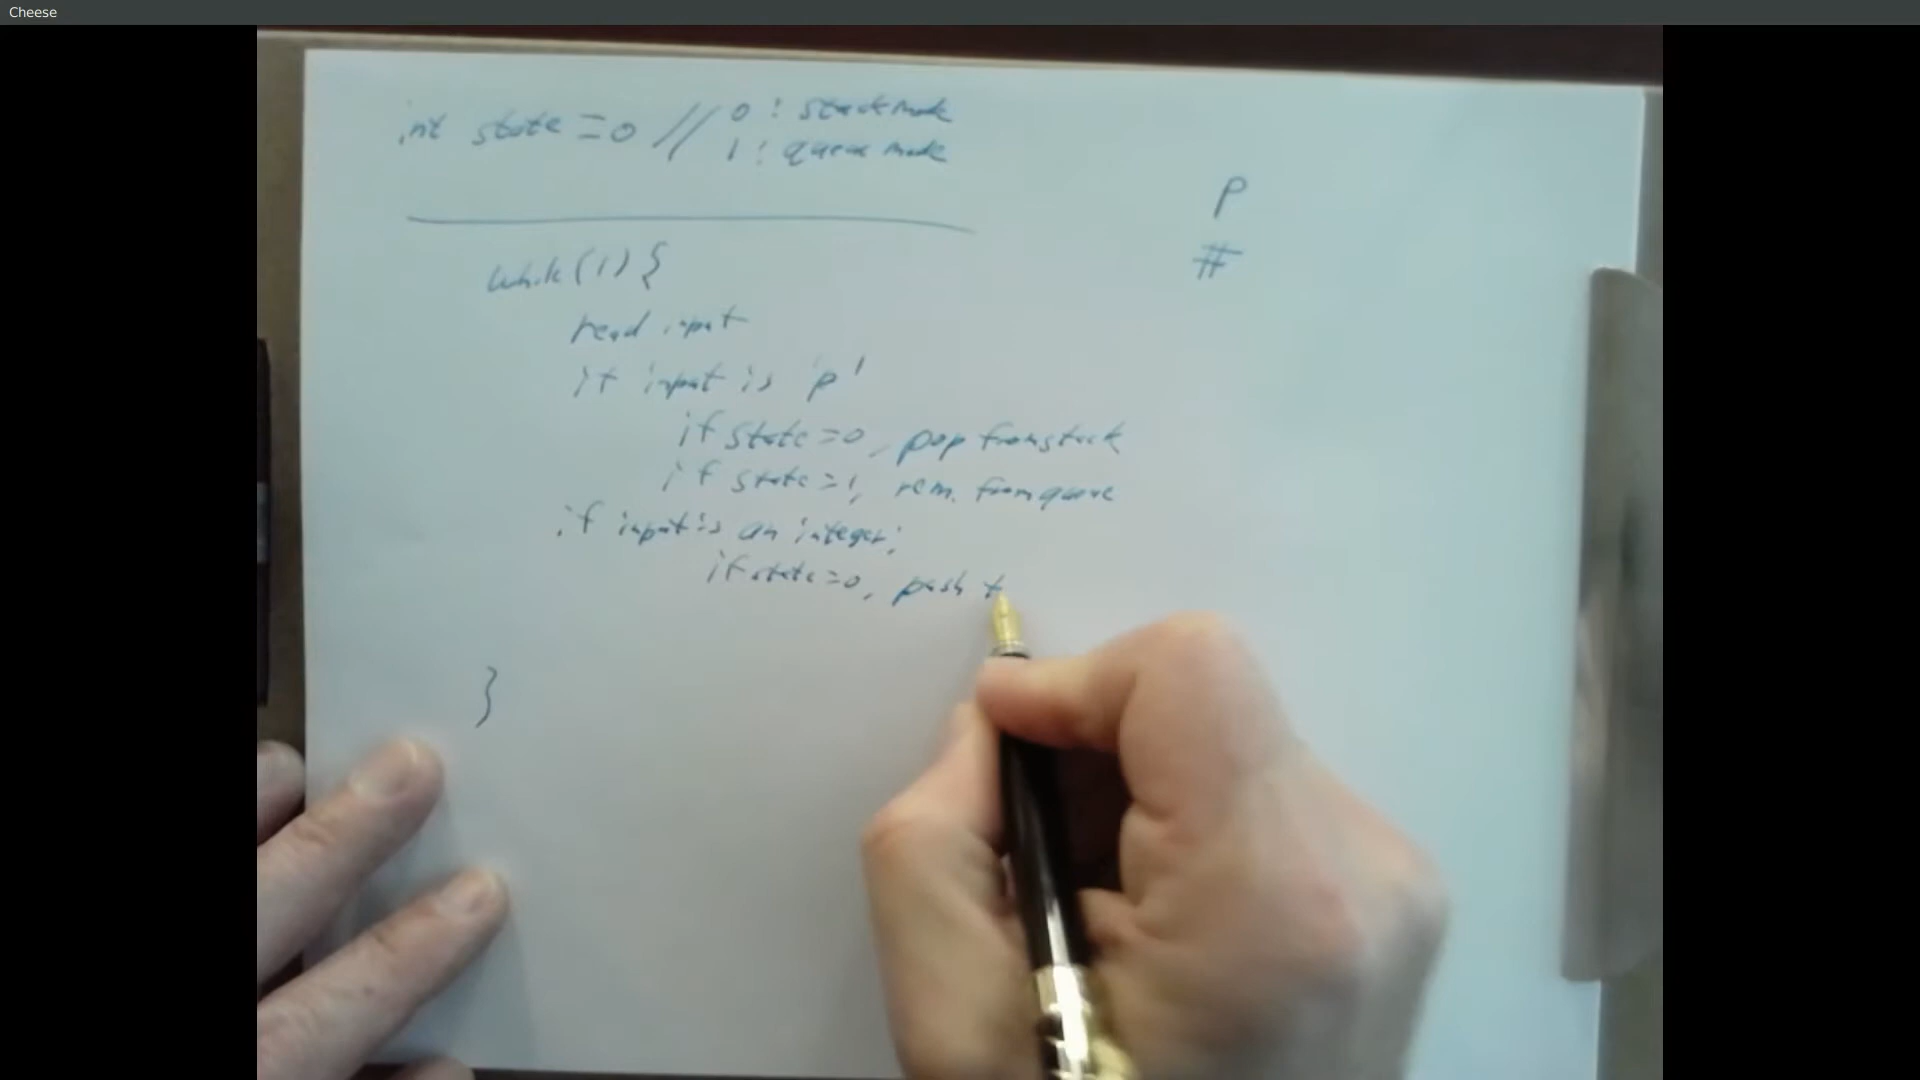 Cheese
int state = 0 // 0 : stack mode
1 : queue mode
P
#
while (1) {
read input
if input is 'p'
if state = 0, pop from stack
if state = 1, rem. from queue
if input is an integer,
if state = 0, push t
}